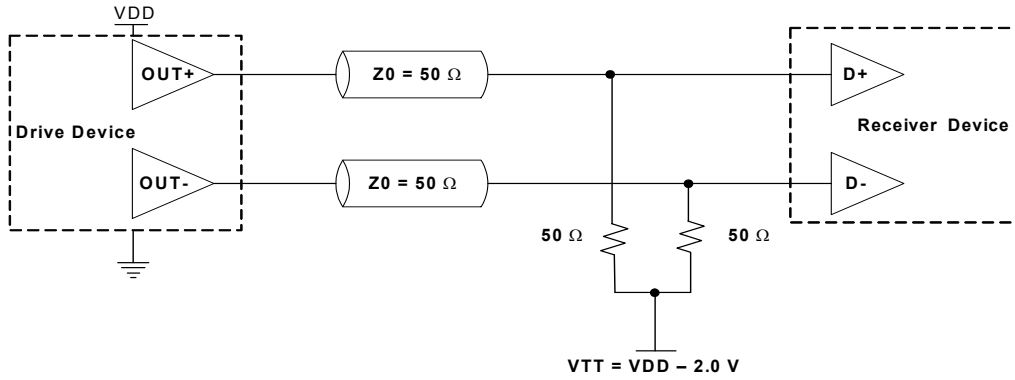 VDD
OUT+
Z0 = 50 Ω
D+
Drive Device
Receiver Device
OUT-
Z0 = 50 Ω
D-
50 Ω
50 Ω
VTT = VDD – 2.0 V